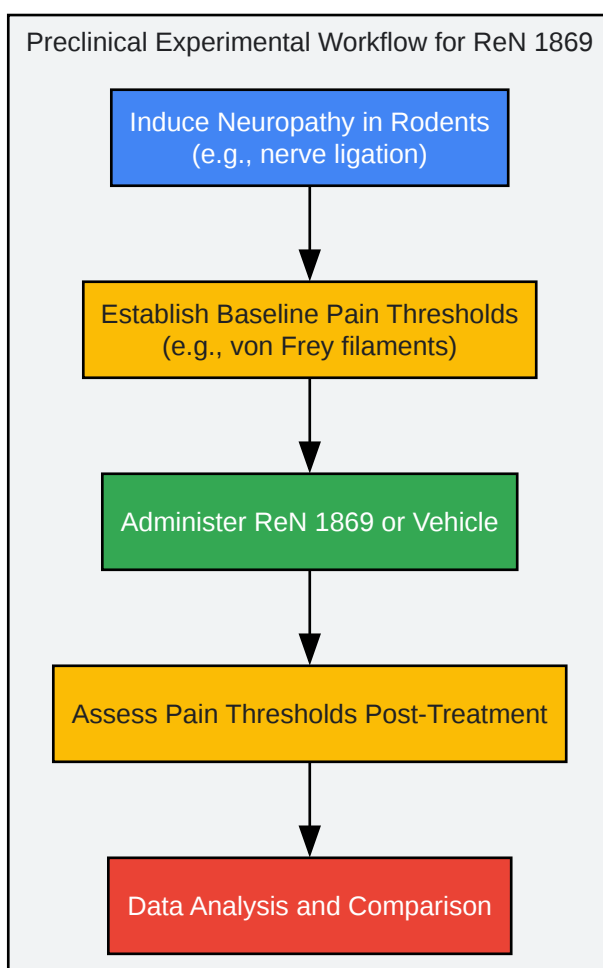 Preclinical Experimental Workflow for ReN 1869
Induce Neuropathy in Rodents
(e.g., nerve ligation)
Establish Baseline Pain Thresholds
(e.g., von Frey filaments)
Administer ReN 1869 or Vehicle
Assess Pain Thresholds Post-Treatment
Data Analysis and Comparison